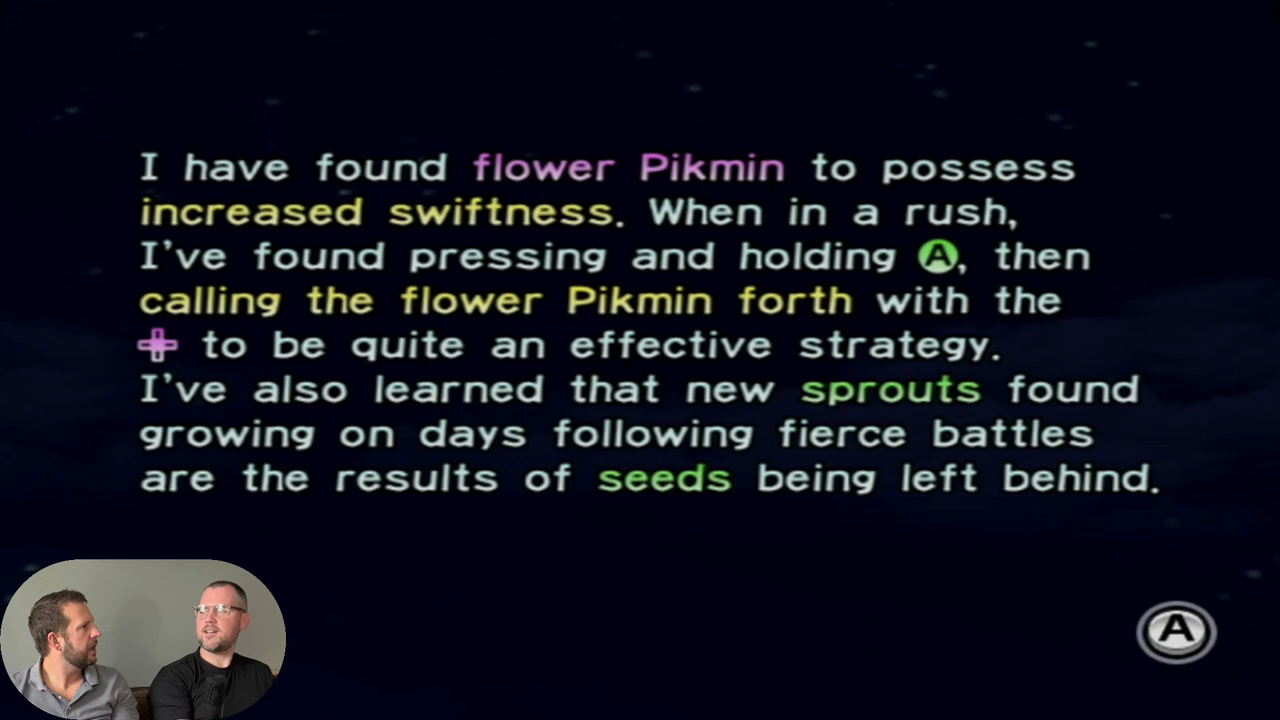 I have found flower Pikmin to possess
increased swiftness. When in a rush,
I've found pressing and holding A, then
calling the flower Pikmin forth with the
to be quite an effective strategy.
I've also learned that new sprouts found
growing on days following fierce battles
are the results of seeds being left behind.
A